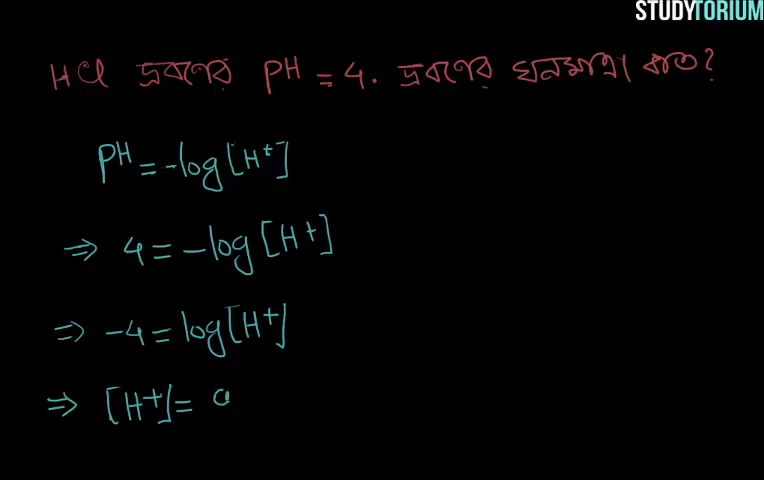 STUDYTORIUM
HCl দ্রবণের PH = 4. দ্রবণের ঘনমাত্রা কত?
PH = -log[H+]
⇒ 4 = -log[H+]
⇒ -4 = log[H+]
⇒ [H+] =